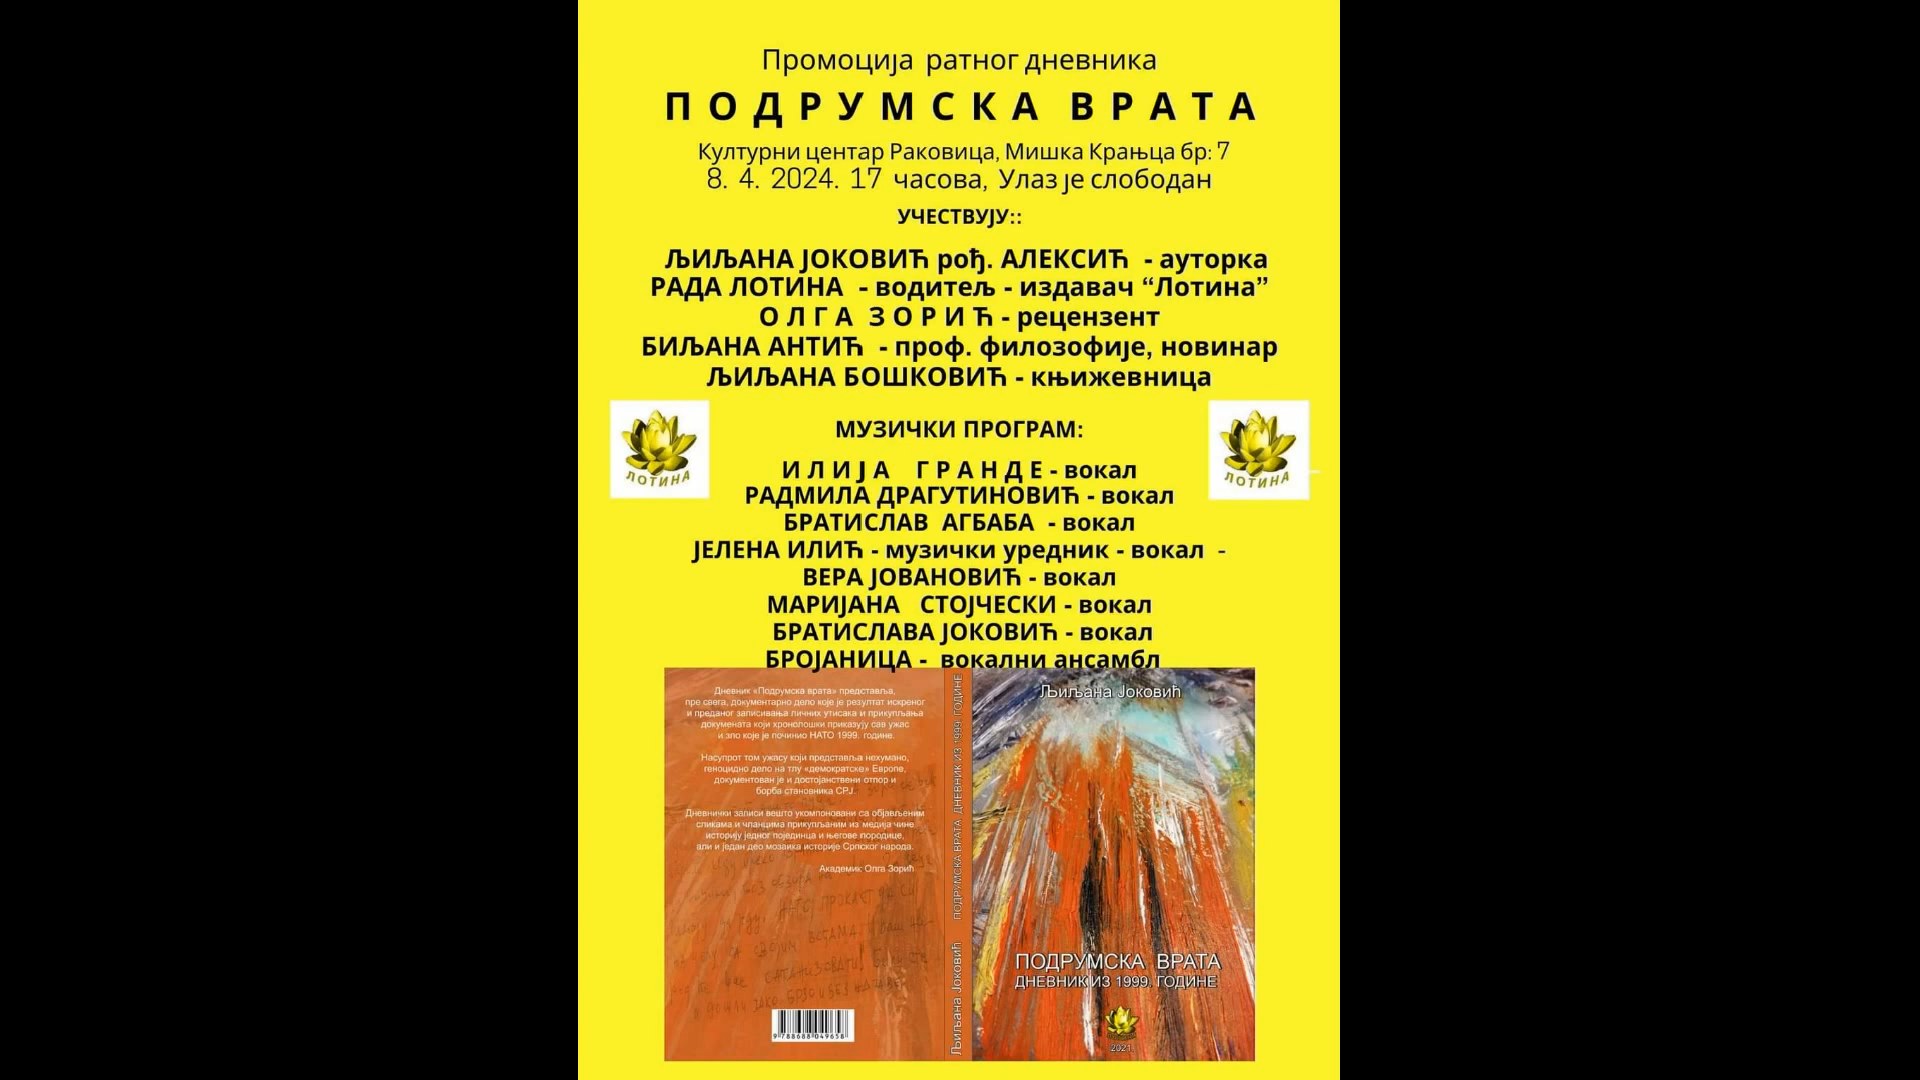 Промоција ратног дневника
ПОДРУМСКА ВРАТА
Културни центар Раковица, Мишка Крањца бр: 7
8. 4. 2024. 17 часова, Улаз је слободан
УЧЕСТВУЈУ::
ЉИЉАНА ЈОКОВИЋ рођ. АЛЕКСИЋ - ауторка
РАДА ЛОТИНА - водитељ - издавач “Лотина”
ОЛГА ЗОРИЋ - рецензент
БИЉАНА АНТИЋ - проф. филозофије, новинар
ЉИЉАНА БОШКОВИЋ - књижевница
ЛОТИНА
ЛОТИНА
МУЗИЧКИ ПРОГРАМ:
ИЛИЈА ГРАНДЕ - вокал
РАДМИЛА ДРАГУТИНОВИЋ - вокал
БРАТИСЛАВ АГБАБА - вокал
ЈЕЛЕНА ИЛИЋ - музички уредник - вокал -
ВЕРА ЈОВАНОВИЋ - вокал
МАРИЈАНА СТОЈЧЕСКИ - вокал
БРАТИСЛАВА ЈОКОВИЋ - вокал
БРОЈАНИЦА - вокални ансамбл
Дневник «Подрумска врата» представља,
пре свега, документарно дело које је резултат искреног
и преданог записивања личних утисака и прикупљања
докумената који хронолошки приказују сав ужас
и зло које је починио НАТО 1999. године.
Насупрот том ужасу који представља нехумано,
геноцидно дело на тлу «демократске» Европе,
документован је и достојанствени отпор и
борба становника СРЈ.
Дневнички записи вешто укомпоновани са објављеним
сликама и чланцима прикупљаним из медија чине
историју једног појединца и његове породице,
али и један део мозаика историје Српског народа.
Академик: Олга Зорић
9 788688 049658
Љиљана Јоковић ПОДРУМСКА ВРАТА ДНЕВНИК ИЗ 1999. ГОДИНЕ
Љиљана Јоковић
ПОДРУМСКА ВРАТА
ДНЕВНИК ИЗ 1999. ГОДИНЕ
2021.